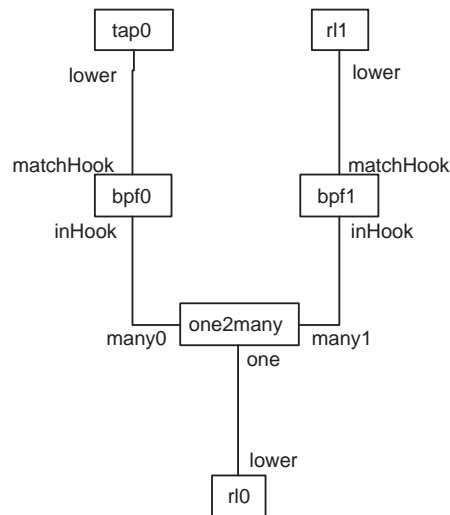 tap0 rl1
lower lower
matchHook matchHook
bpf0 bpf1
inHook inHook
one2many
many0 many1
one
lower
rl0